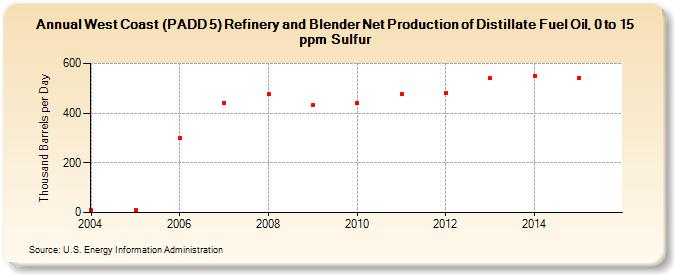 Annual West Coast (PADD 5) Refinery and Blender Net Production of Distillate Fuel Oil, 0 to 15
ppm Sulfur
Thousand Barrels per Day
600
400
200
0
2004 2006 2008 2010 2012 2014
Source: U.S. Energy Information Administration